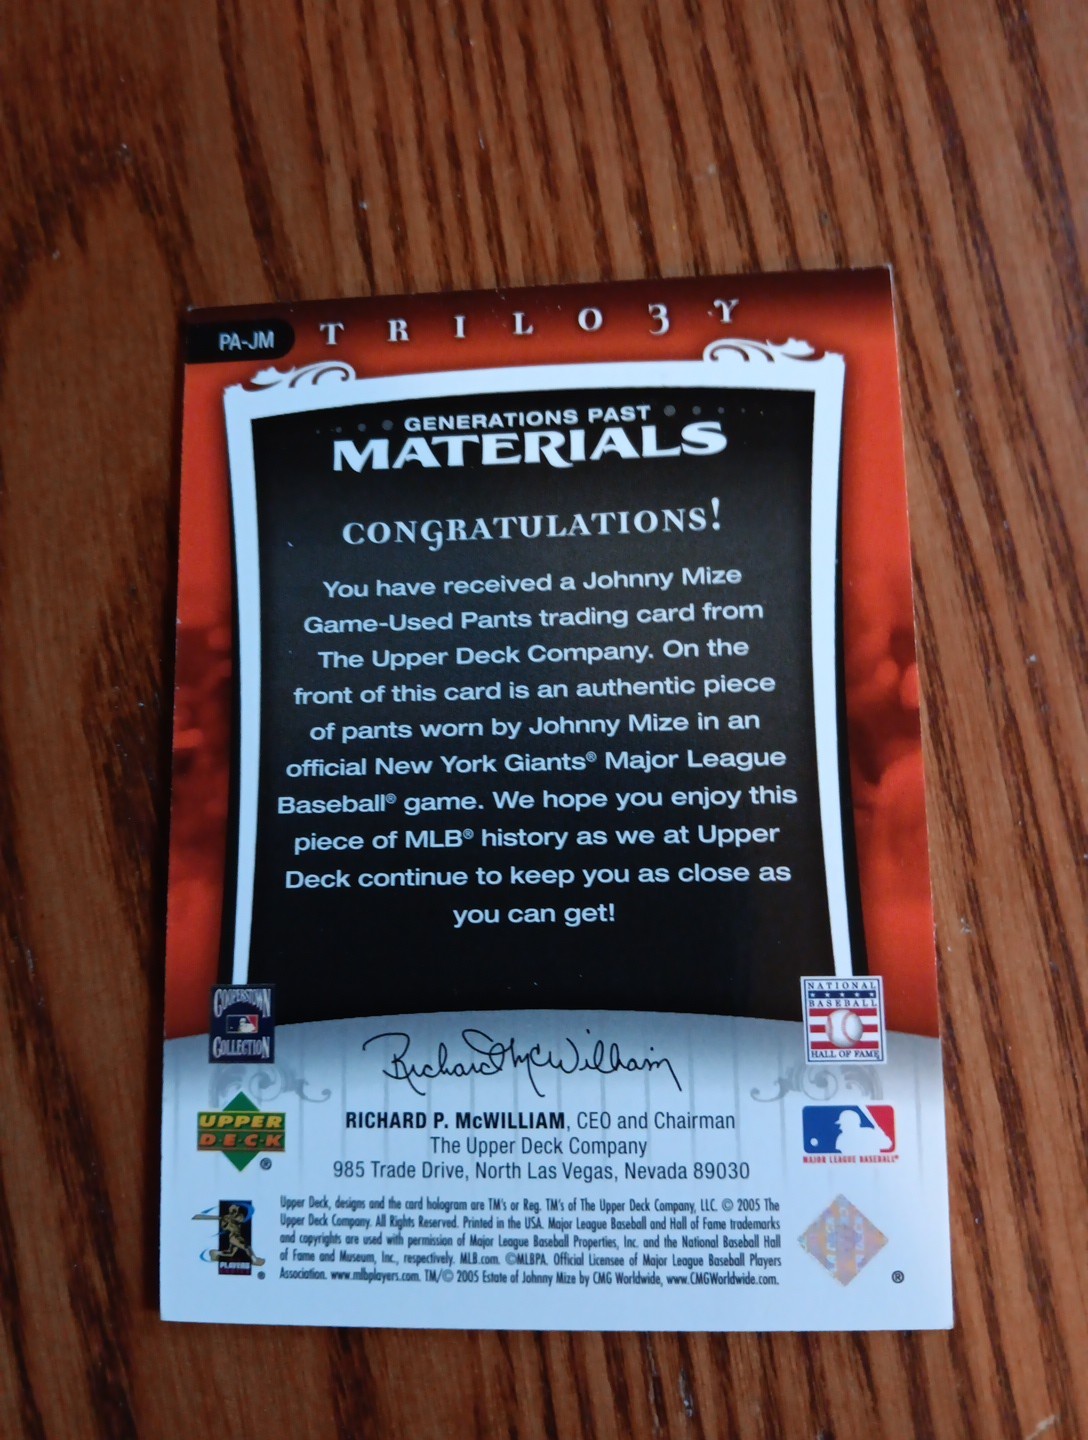 PA-JM
TRILOGY
GENERATIONS PAST
MATERIALS
CONGRATULATIONS!
You have received a Johnny Mize
Game-Used Pants trading card from
The Upper Deck Company. On the
front of this card is an authentic piece
of pants worn by Johnny Mize in an
official New York Giants® Major League
Baseball® game. We hope you enjoy this
piece of MLB® history as we at Upper
Deck continue to keep you as close as
you can get!
COOPERSTOWN
COLLECTION
NATIONAL
BASEBALL
HALL OF FAME
Richard McWilliam
RICHARD P. McWILLIAM, CEO and Chairman
The Upper Deck Company
985 Trade Drive, North Las Vegas, Nevada 89030
UPPER
DECK
®
MAJOR LEAGUE BASEBALL®
Upper Deck, designs and the card hologram are TM's or Reg. TM's of The Upper Deck Company, LLC. © 2005 The
Upper Deck Company. All Rights Reserved. Printed in the USA. Major League Baseball and Hall of Fame trademarks
and copyrights are used with permission of Major League Baseball Properties, Inc. and the National Baseball Hall
of Fame and Museum, Inc., respectively. MLB.com. ©MLBPA. Official Licensee of Major League Baseball Players
Association. www.mlbplayers.com. TM/© 2005 Estate of Johnny Mize by CMG Worldwide, www.CMGWorldwide.com.
PLAYERS
®
®